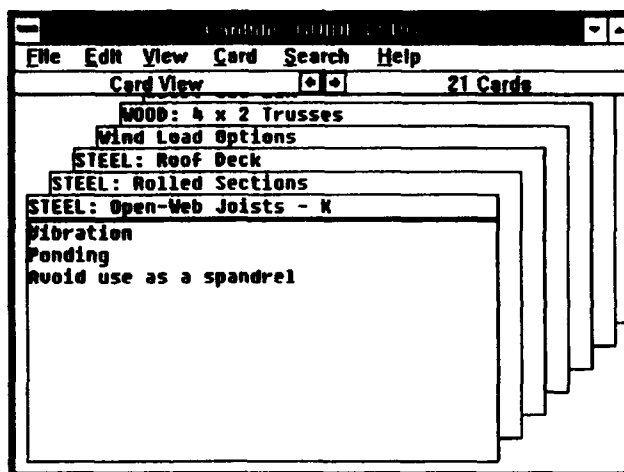 File Edit View Card Search Help
Card View 21 Cards
WOOD: 4 x 2 Trusses
Wind Load Options
STEEL: Roof Deck
STEEL: Rolled Sections
STEEL: Open-Web Joists - K
Vibration
Ponding
Avoid use as a spandrel